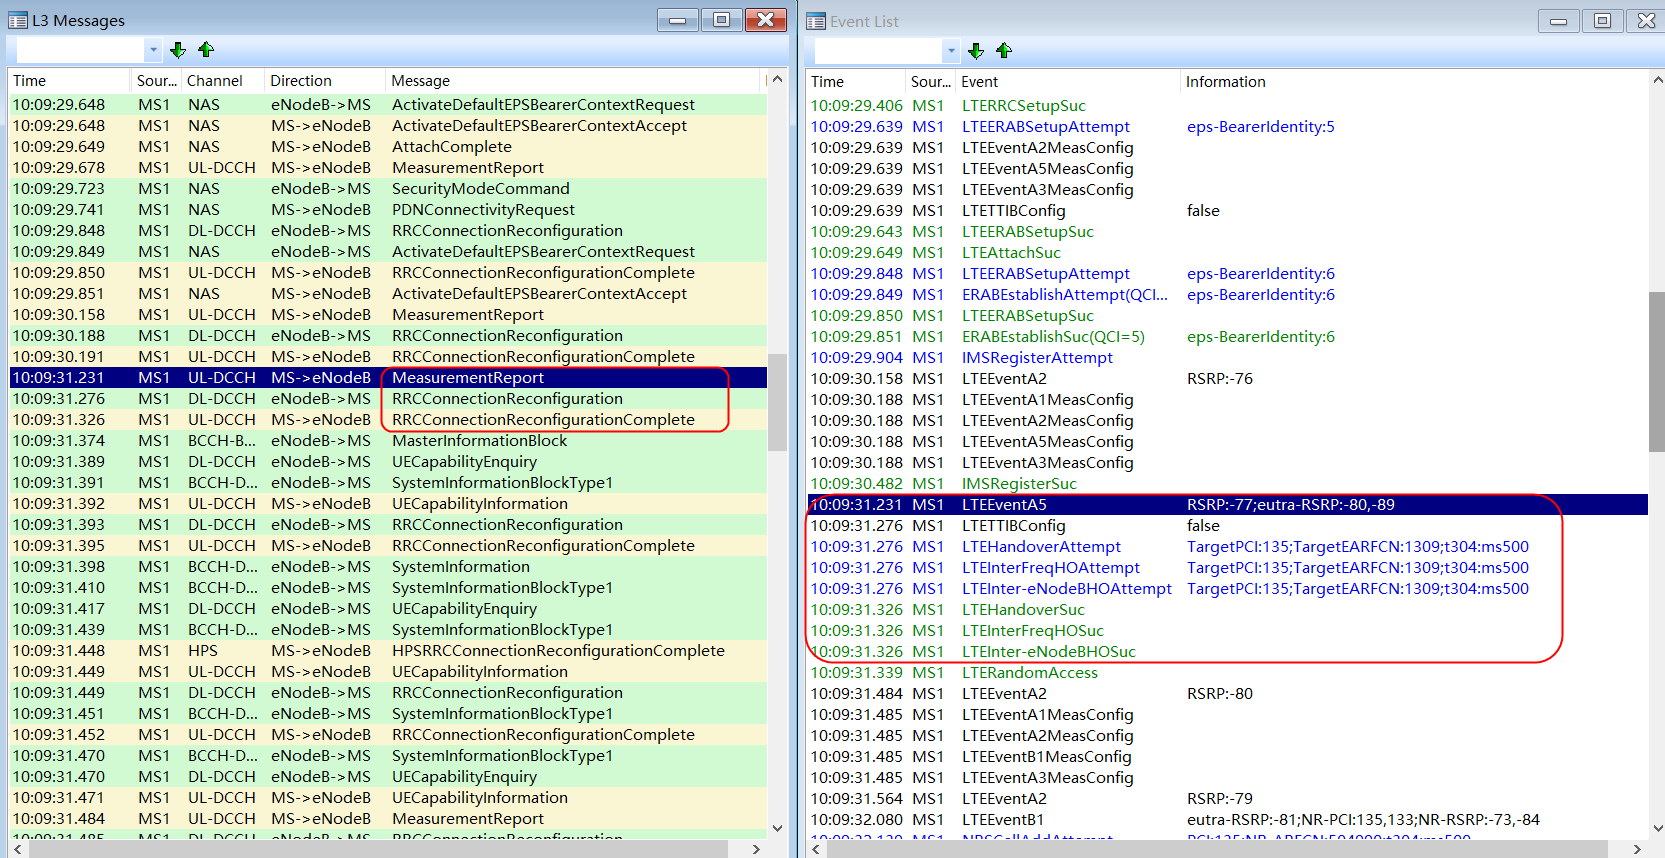 L3 Messages
Time Sour... Channel Direction Message
10:09:29.648 MS1 NAS eNodeB->MS ActivateDefaultEPSBearerContextRequest
10:09:29.648 MS1 NAS MS->eNodeB ActivateDefaultEPSBearerContextAccept
10:09:29.649 MS1 NAS MS->eNodeB AttachComplete
10:09:29.678 MS1 UL-DCCH MS->eNodeB MeasurementReport
10:09:29.723 MS1 NAS eNodeB->MS SecurityModeCommand
10:09:29.741 MS1 NAS MS->eNodeB PDNConnectivityRequest
10:09:29.848 MS1 DL-DCCH eNodeB->MS RRCConnectionReconfiguration
10:09:29.849 MS1 NAS eNodeB->MS ActivateDefaultEPSBearerContextRequest
10:09:29.850 MS1 UL-DCCH MS->eNodeB RRCConnectionReconfigurationComplete
10:09:29.851 MS1 NAS MS->eNodeB ActivateDefaultEPSBearerContextAccept
10:09:30.158 MS1 UL-DCCH MS->eNodeB MeasurementReport
10:09:30.188 MS1 DL-DCCH eNodeB->MS RRCConnectionReconfiguration
10:09:30.191 MS1 UL-DCCH MS->eNodeB RRCConnectionReconfigurationComplete
10:09:31.231 MS1 UL-DCCH MS->eNodeB MeasurementReport
10:09:31.276 MS1 DL-DCCH eNodeB->MS RRCConnectionReconfiguration
10:09:31.326 MS1 UL-DCCH MS->eNodeB RRCConnectionReconfigurationComplete
10:09:31.374 MS1 BCCH-B... eNodeB->MS MasterInformationBlock
10:09:31.389 MS1 DL-DCCH eNodeB->MS UECapabilityEnquiry
10:09:31.391 MS1 BCCH-D... eNodeB->MS SystemInformationBlockType1
10:09:31.392 MS1 UL-DCCH MS->eNodeB UECapabilityInformation
10:09:31.393 MS1 DL-DCCH eNodeB->MS RRCConnectionReconfiguration
10:09:31.395 MS1 UL-DCCH MS->eNodeB RRCConnectionReconfigurationComplete
10:09:31.398 MS1 BCCH-D... eNodeB->MS SystemInformation
10:09:31.410 MS1 BCCH-D... eNodeB->MS SystemInformationBlockType1
10:09:31.417 MS1 DL-DCCH eNodeB->MS UECapabilityEnquiry
10:09:31.439 MS1 BCCH-D... eNodeB->MS SystemInformationBlockType1
10:09:31.448 MS1 HPS MS->eNodeB HPSRRCConnectionReconfigurationComplete
10:09:31.449 MS1 UL-DCCH MS->eNodeB UECapabilityInformation
10:09:31.449 MS1 DL-DCCH eNodeB->MS RRCConnectionReconfiguration
10:09:31.451 MS1 BCCH-D... eNodeB->MS SystemInformationBlockType1
10:09:31.452 MS1 UL-DCCH MS->eNodeB RRCConnectionReconfigurationComplete
10:09:31.470 MS1 BCCH-D... eNodeB->MS SystemInformationBlockType1
10:09:31.470 MS1 DL-DCCH eNodeB->MS UECapabilityEnquiry
10:09:31.471 MS1 UL-DCCH MS->eNodeB UECapabilityInformation
10:09:31.484 MS1 UL-DCCH MS->eNodeB MeasurementReport
10:09:31.485 MS1 DL-DCCH eNodeB->MS RRCConnectionReconfiguration
Event List
Time Sour... Event Information
10:09:29.406 MS1 LTERRCSetupSuc
10:09:29.639 MS1 LTEERABSetupAttempt eps-BearerIdentity:5
10:09:29.639 MS1 LTEEventA2MeasConfig
10:09:29.639 MS1 LTEEventA5MeasConfig
10:09:29.639 MS1 LTEEventA3MeasConfig
10:09:29.639 MS1 LTETTIBConfig false
10:09:29.643 MS1 LTEERABSetupSuc
10:09:29.649 MS1 LTEAttachSuc
10:09:29.848 MS1 LTEERABSetupAttempt eps-BearerIdentity:6
10:09:29.849 MS1 ERABEstablishAttempt(QCI... eps-BearerIdentity:6
10:09:29.850 MS1 LTEERABSetupSuc
10:09:29.851 MS1 ERABEstablishSuc(QCI=5) eps-BearerIdentity:6
10:09:29.904 MS1 IMSRegisterAttempt
10:09:30.158 MS1 LTEEventA2 RSRP:-76
10:09:30.188 MS1 LTEEventA1MeasConfig
10:09:30.188 MS1 LTEEventA2MeasConfig
10:09:30.188 MS1 LTEEventA5MeasConfig
10:09:30.188 MS1 LTEEventA3MeasConfig
10:09:30.482 MS1 IMSRegisterSuc
10:09:31.231 MS1 LTEEventA5 RSRP:-77;eutra-RSRP:-80,-89
10:09:31.276 MS1 LTETTIBConfig false
10:09:31.276 MS1 LTEHandoverAttempt TargetPCI:135;TargetEARFCN:1309;t304:ms500
10:09:31.276 MS1 LTEInterFreqHOAttempt TargetPCI:135;TargetEARFCN:1309;t304:ms500
10:09:31.276 MS1 LTEInter-eNodeBHOAttempt TargetPCI:135;TargetEARFCN:1309;t304:ms500
10:09:31.326 MS1 LTEHandoverSuc
10:09:31.326 MS1 LTEInterFreqHOSuc
10:09:31.326 MS1 LTEInter-eNodeBHOSuc
10:09:31.339 MS1 LTERandomAccess
10:09:31.484 MS1 LTEEventA2 RSRP:-80
10:09:31.485 MS1 LTEEventA1MeasConfig
10:09:31.485 MS1 LTEEventA2MeasConfig
10:09:31.485 MS1 LTEEventB1MeasConfig
10:09:31.485 MS1 LTEEventA3MeasConfig
10:09:31.564 MS1 LTEEventA2 RSRP:-79
10:09:32.080 MS1 LTEEventB1 eutra-RSRP:-81;NR-PCI:135,133;NR-RSRP:-73,-84